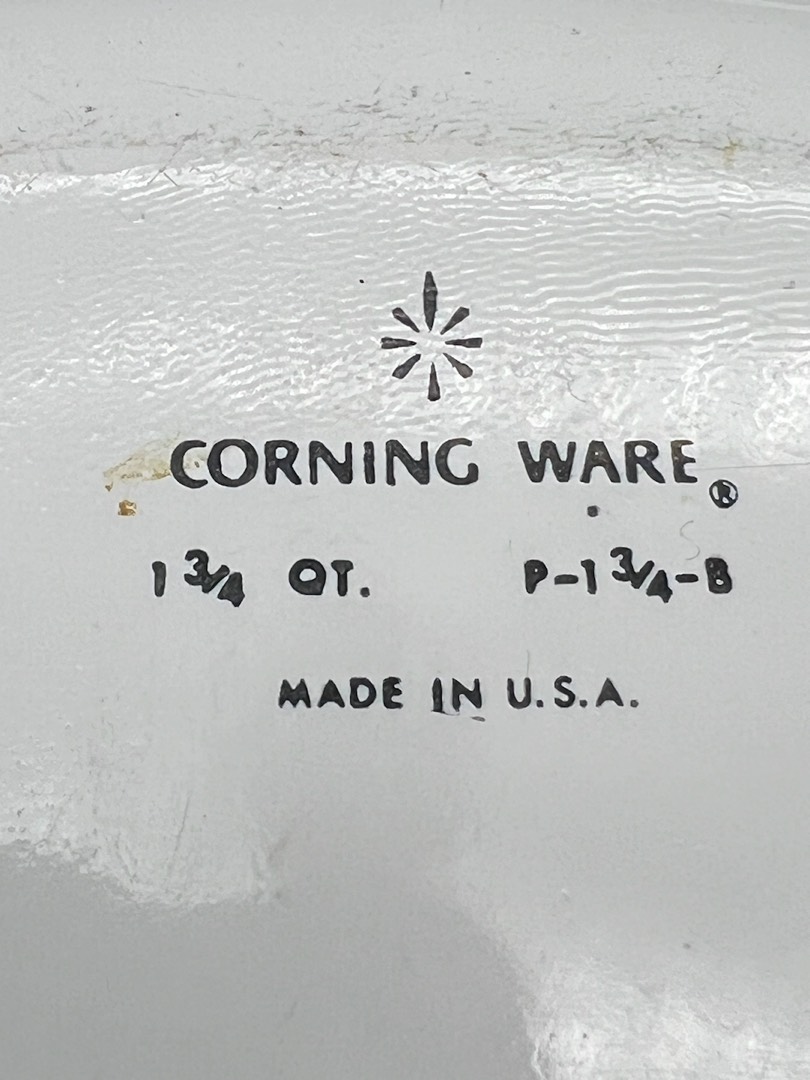 CORNING WARE®
1 3/4 QT. P-1 3/4-B
MADE IN U.S.A.